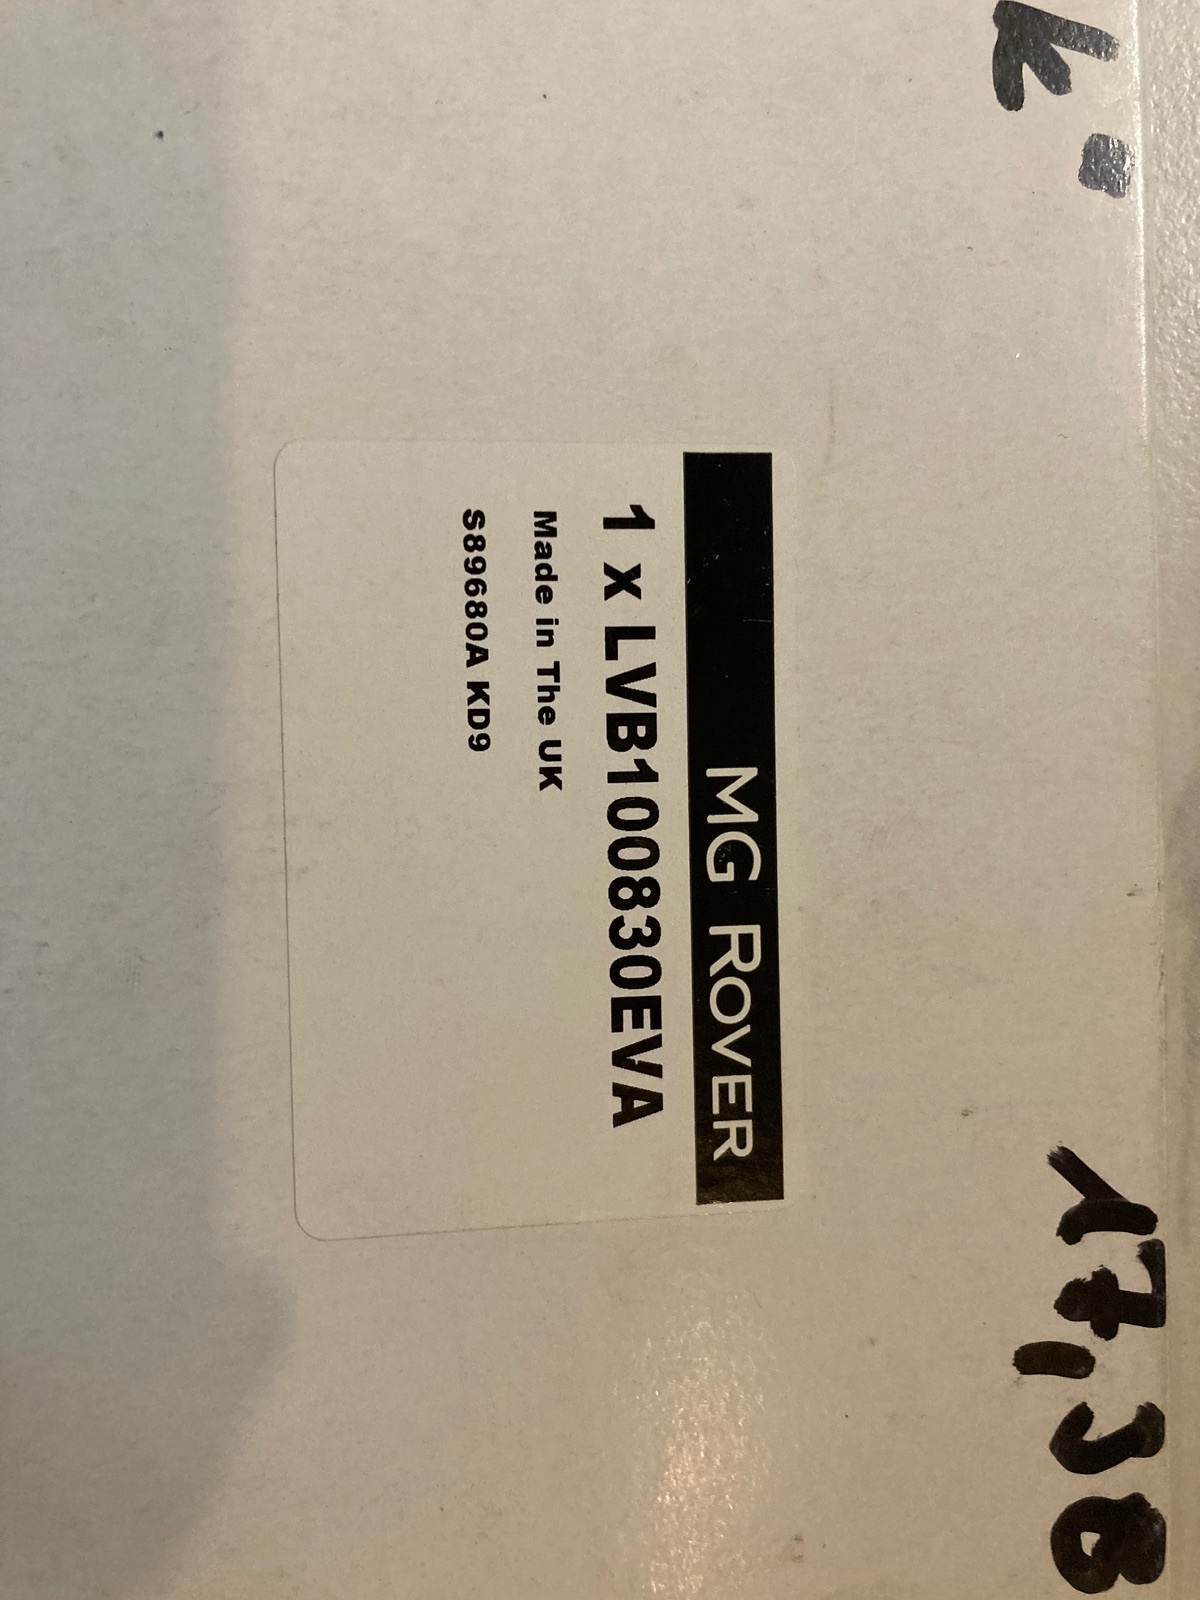 MG ROVER
1 x LVB100830EVA
Made in The UK
S89680A KD9
17,38